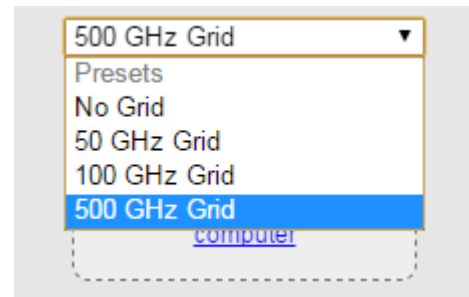 500 GHz Grid
Presets
No Grid
50 GHz Grid
100 GHz Grid
500 GHz Grid
computer